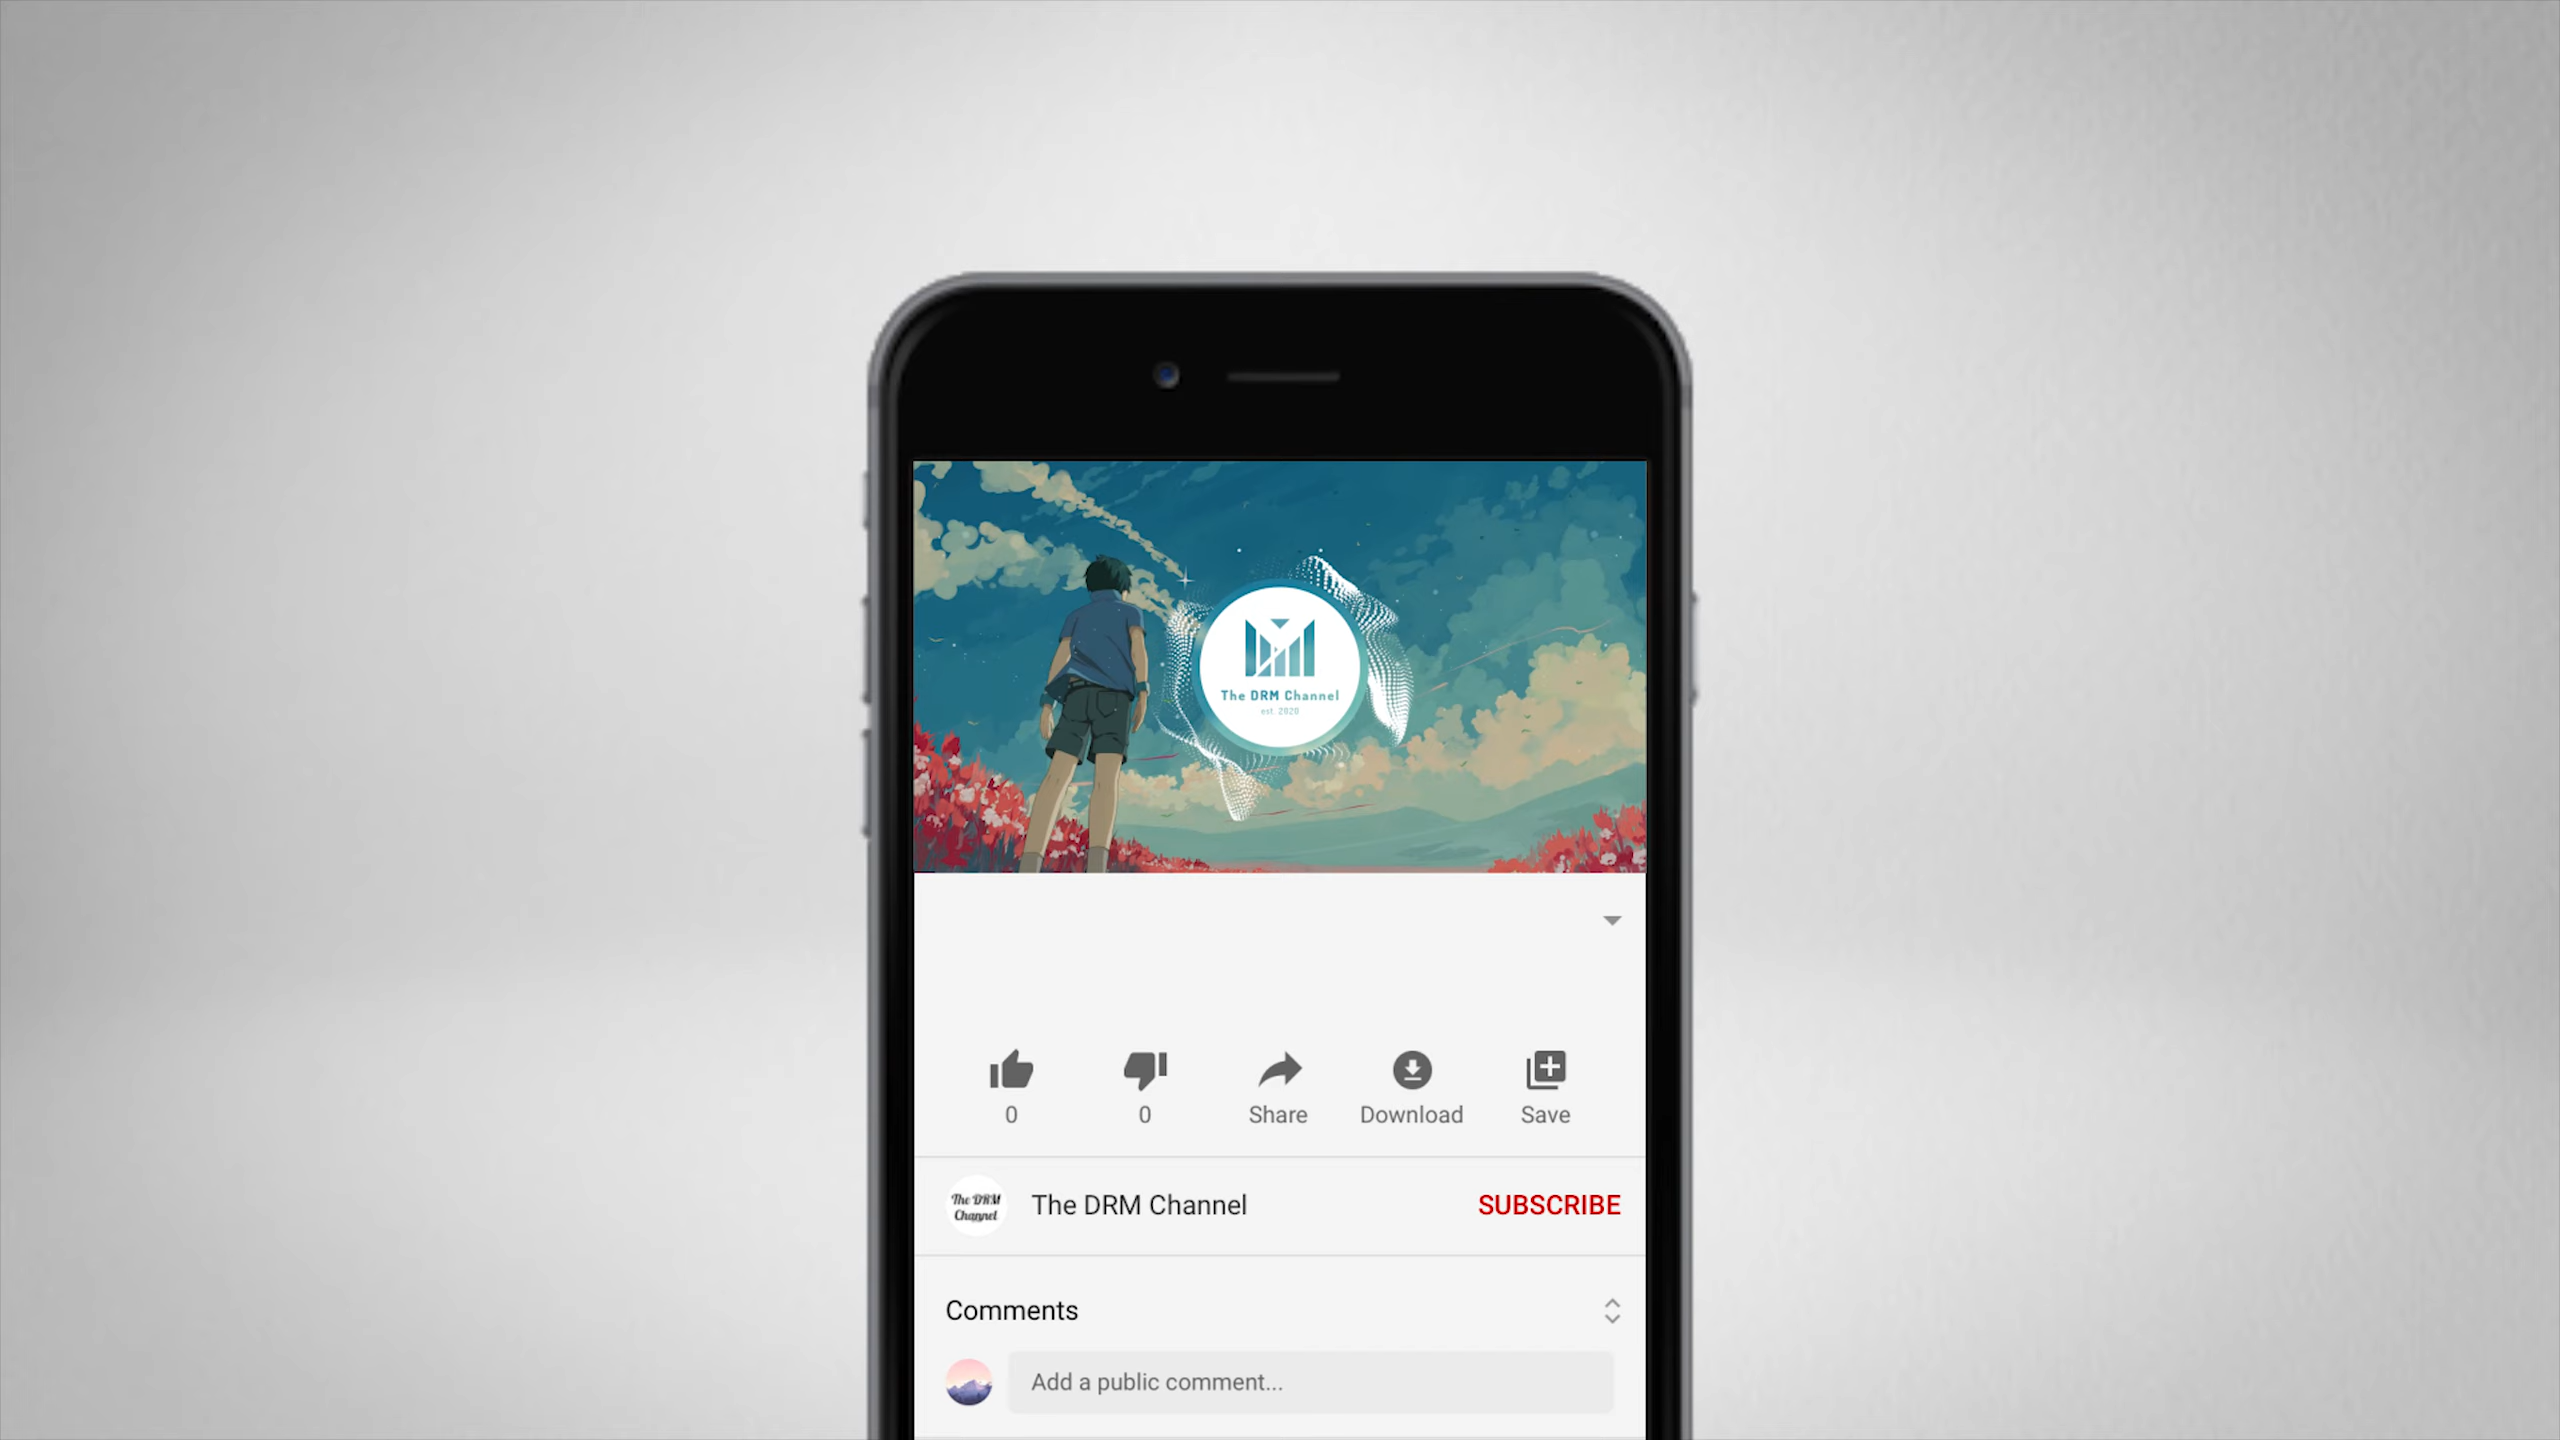 The DRM Channel
est. 2020
0
0
Share
Download
Save
The DRM
Channel
The DRM Channel
SUBSCRIBE
Comments
Add a public comment...